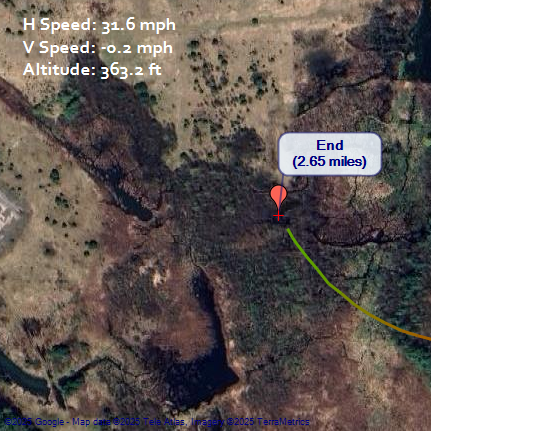 H Speed: 31.6 mph
V Speed: -0.2 mph
Altitude: 363.2 ft
End
(2.65 miles)
©2025 Google - Map data ©2025 Tele Atlas, Imagery ©2025 TerraMetrics